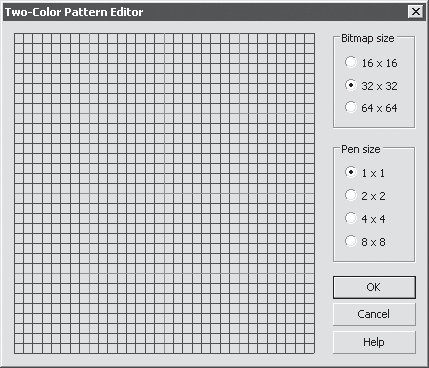 Two-Color Pattern Editor
Bitmap size
16 x 16
32 x 32
64 x 64
Pen size
1 x 1
2 x 2
4 x 4
8 x 8
OK
Cancel
Help